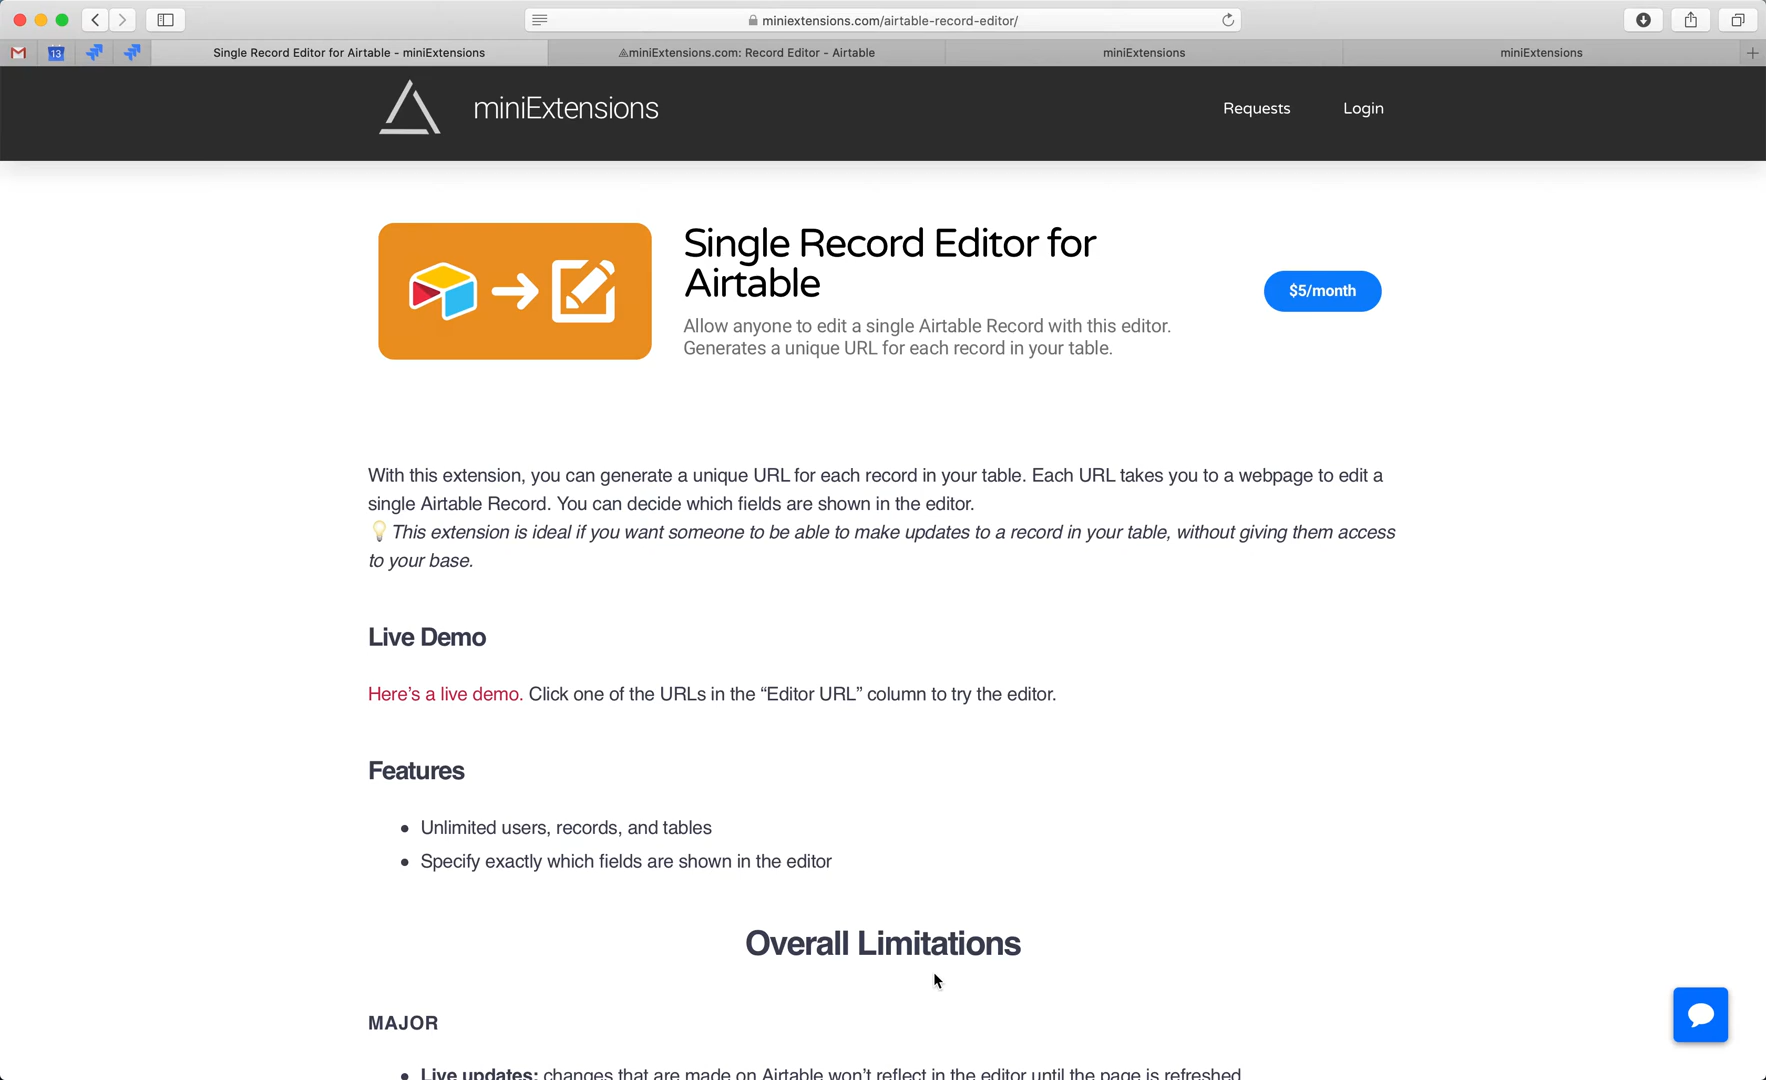 miniextensions.com/airtable-record-editor/
13
Single Record Editor for Airtable - miniExtensions
miniExtensions.com: Record Editor - Airtable
miniExtensions
miniExtensions
miniExtensions
Requests
Login
Single Record Editor for
Airtable
Allow anyone to edit a single Airtable Record with this editor.
Generates a unique URL for each record in your table.
$5/month
With this extension, you can generate a unique URL for each record in your table. Each URL takes you to a webpage to edit a
single Airtable Record. You can decide which fields are shown in the editor.
💡 This extension is ideal if you want someone to be able to make updates to a record in your table, without giving them access
to your base.
Live Demo
Here’s a live demo. Click one of the URLs in the “Editor URL” column to try the editor.
Features
• Unlimited users, records, and tables
• Specify exactly which fields are shown in the editor
Overall Limitations
MAJOR
• Live updates: changes that are made on Airtable won’t reflect in the editor until the page is refreshed